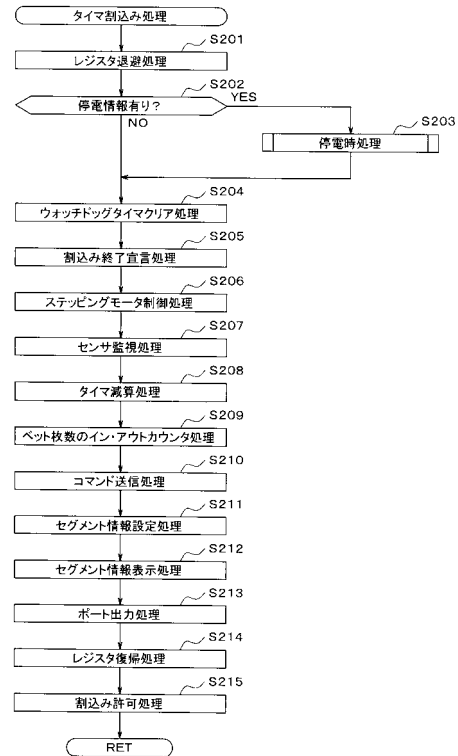 タイマ割込み処理
S201
レジスタ退避処理
S202
停電情報有り?
YES
NO
S203
停電時処理
S204
ウォッチドッグタイマクリア処理
S205
割込み終了宣言処理
S206
ステッピングモータ制御処理
S207
センサ監視処理
S208
タイマ減算処理
S209
ベット枚数のイン・アウトカウンタ処理
S210
コマンド送信処理
S211
セグメント情報設定処理
S212
セグメント情報表示処理
S213
ポート出力処理
S214
レジスタ復帰処理
S215
割込み許可処理
RET